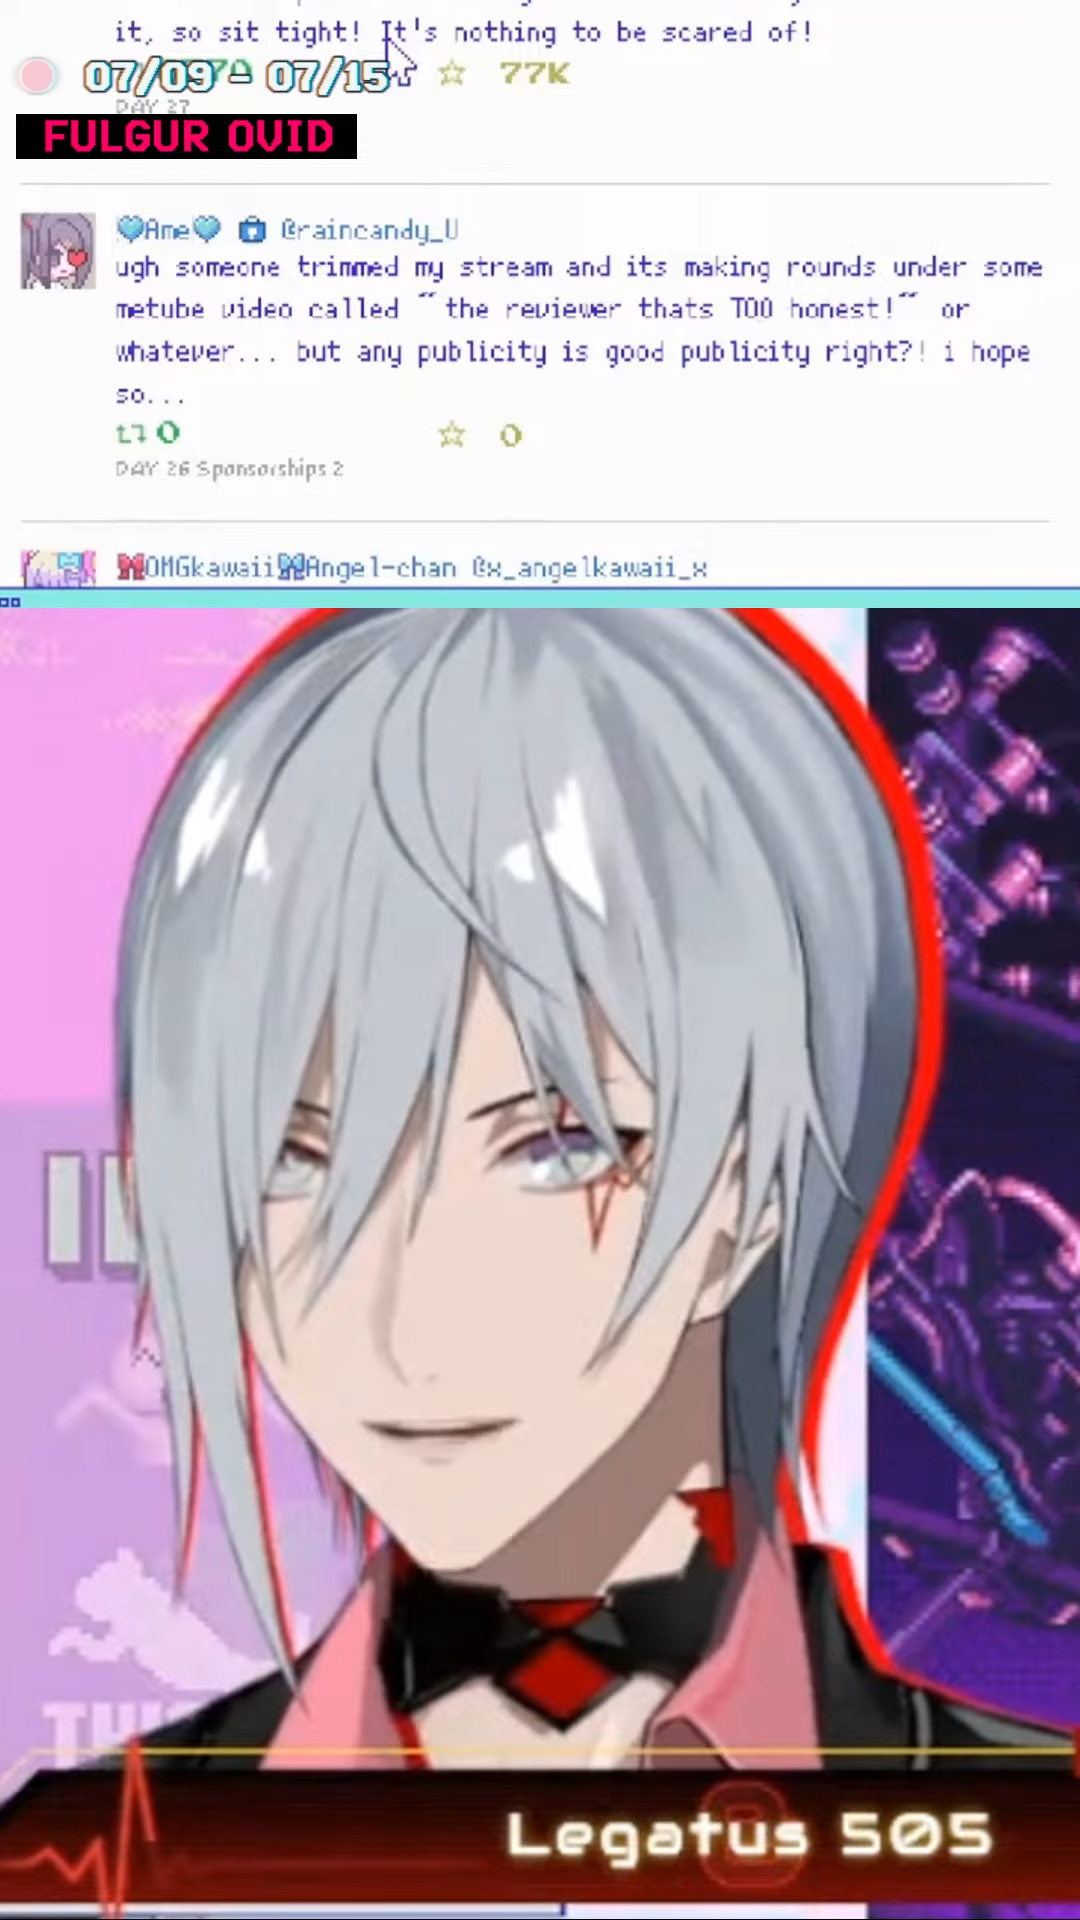 it, so sit tight! It's nothing to be scared of!
77K
07/09 - 07/15
DAY 27
FULGUR OVID
Ame @raincandy_U
ugh someone trimmed my stream and its making rounds under some
metube video called ~~the reviewer thats TOO honest!~~ or
whatever... but any publicity is good publicity right?! i hope
so...
0 ☆ 0
DAY 26 Sponsorships 2
OMGkawaii Angel-chan @x_angelkawaii_x
Legatus 505